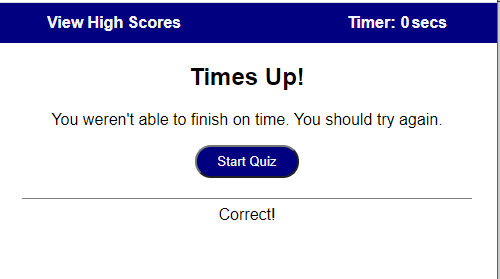 View High Scores Timer: 0 secs
Times Up!
You weren't able to finish on time. You should try again.
Start Quiz
Correct!